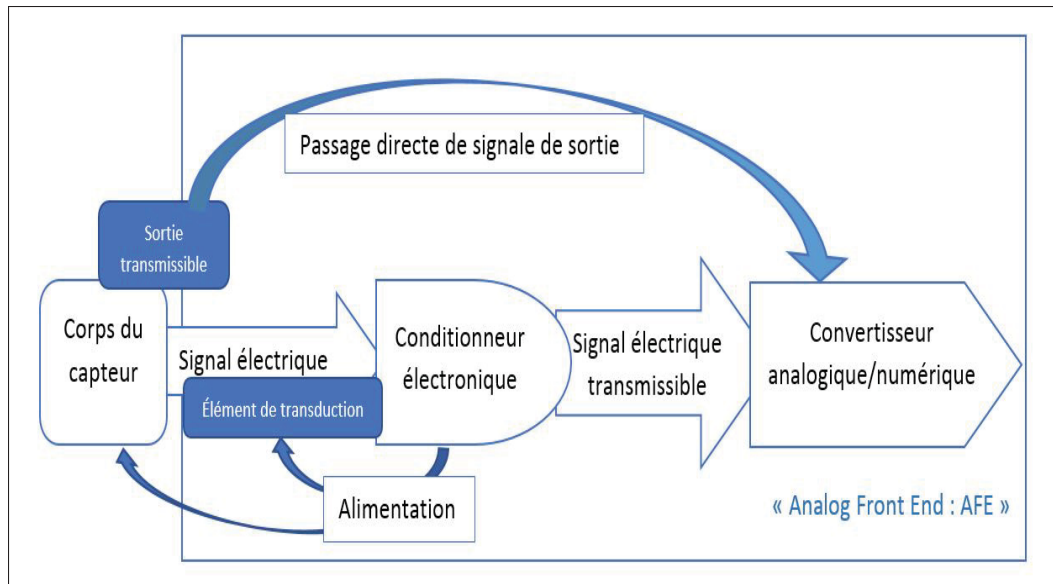 Passage directe de signale de sortie
Sortie
transmissible
Corps du
capteur
Signal électrique
Élément de transduction
Conditionneur
électronique
Signal électrique
transmissible
Convertisseur
analogique/numérique
Alimentation
« Analog Front End : AFE »